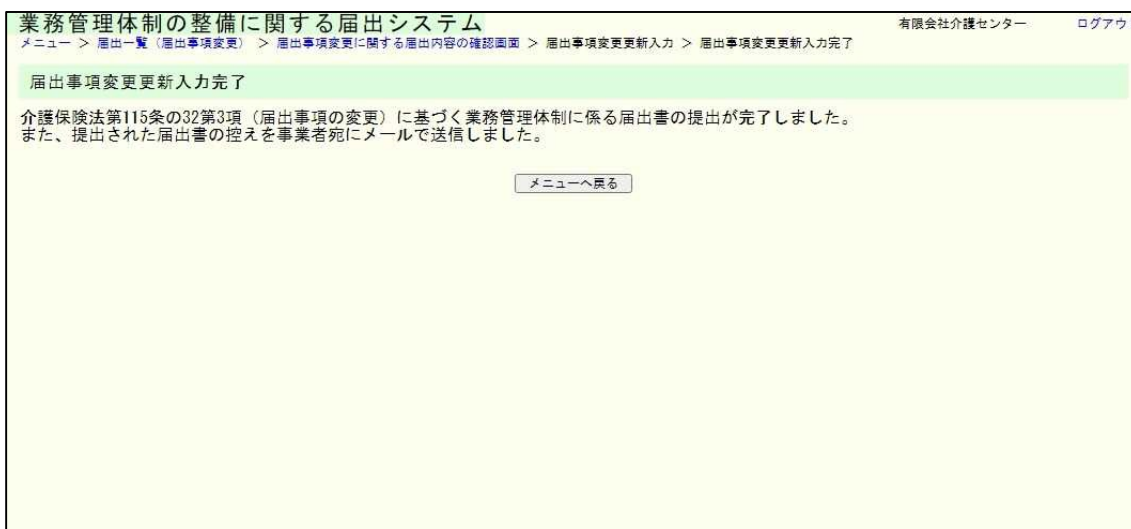 業務管理体制の整備に関する届出システム
有限会社介護センター
ログアウ
メニュー > 届出一覧（届出事項変更） > 届出事項変更に関する届出内容の確認画面 > 届出事項変更更新入力 > 届出事項変更更新入力完了
届出事項変更更新入力完了
介護保険法第115条の32第3項（届出事項の変更）に基づく業務管理体制に係る届出書の提出が完了しました。
また、提出された届出書の控えを事業者宛にメールで送信しました。
メニューへ戻る